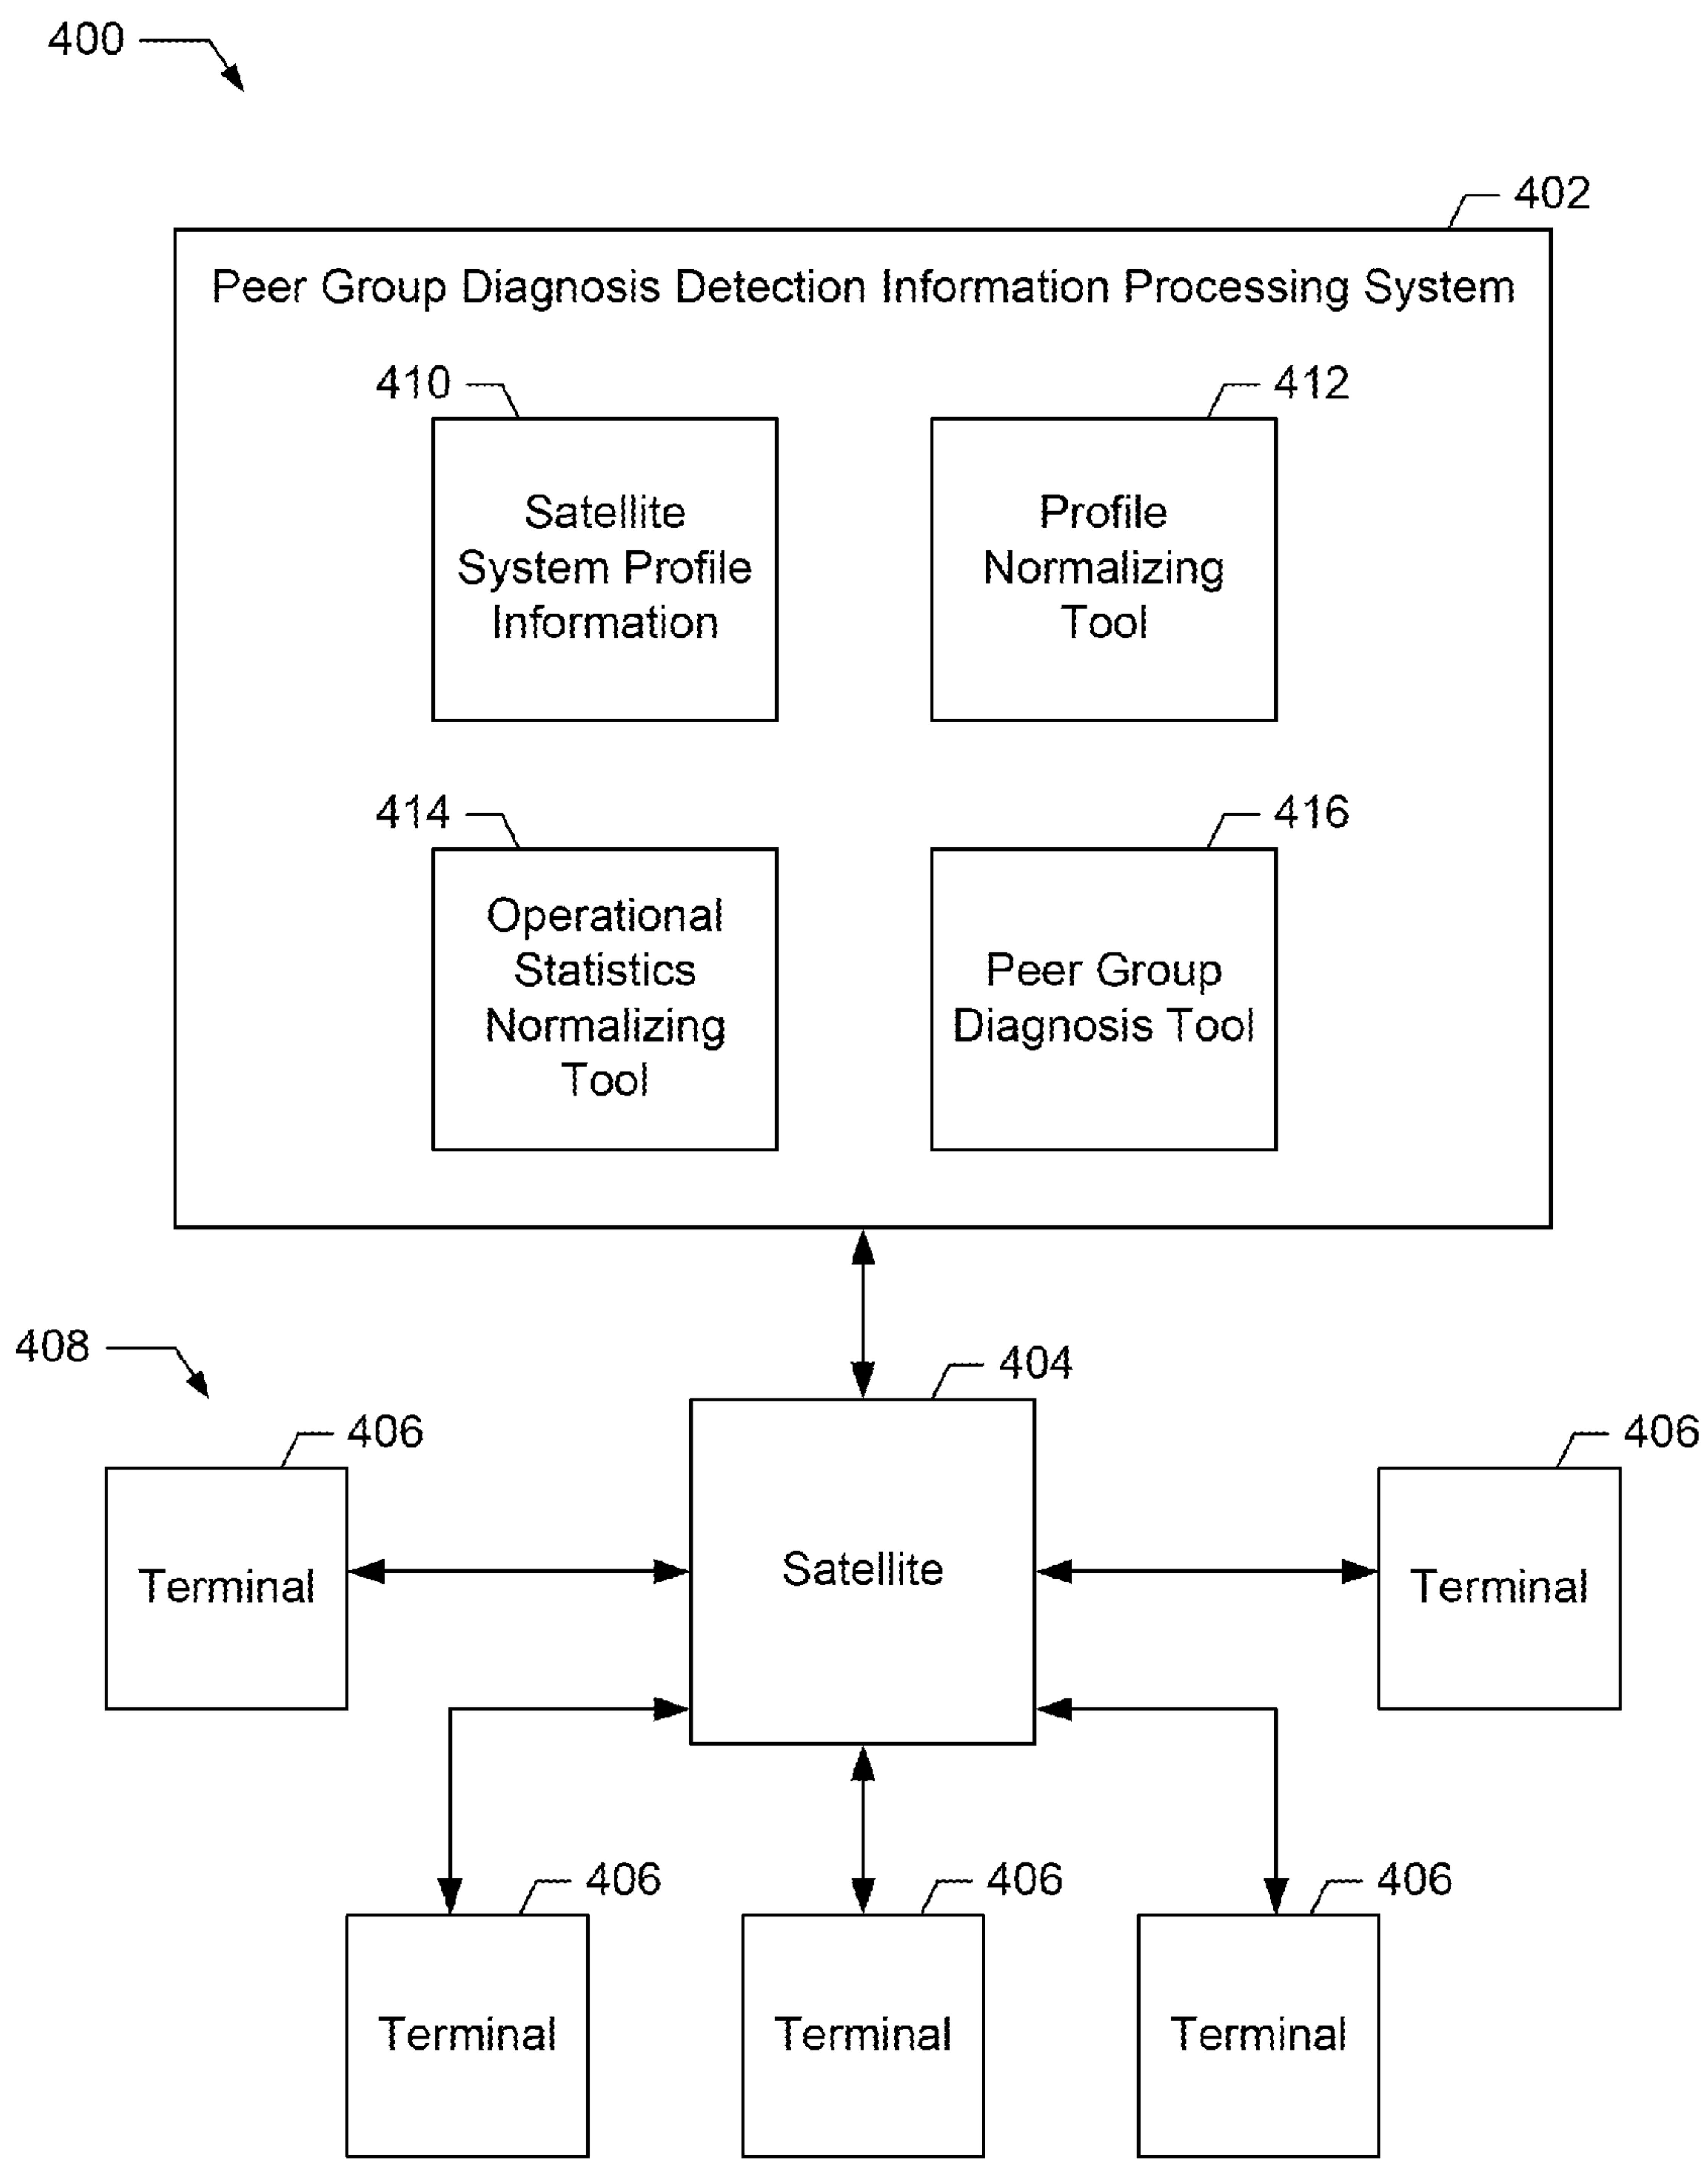 400
402
Peer Group Diagnosis Detection Information Processing System
410
412
Satellite
System Profile
Information
Profile
Normalizing
Tool
414
416
Operational
Statistics
Normalizing
Tool
Peer Group
Diagnosis Tool
408
404
406
406
Terminal
Satellite
Terminal
406
406
406
Terminal
Terminal
Terminal